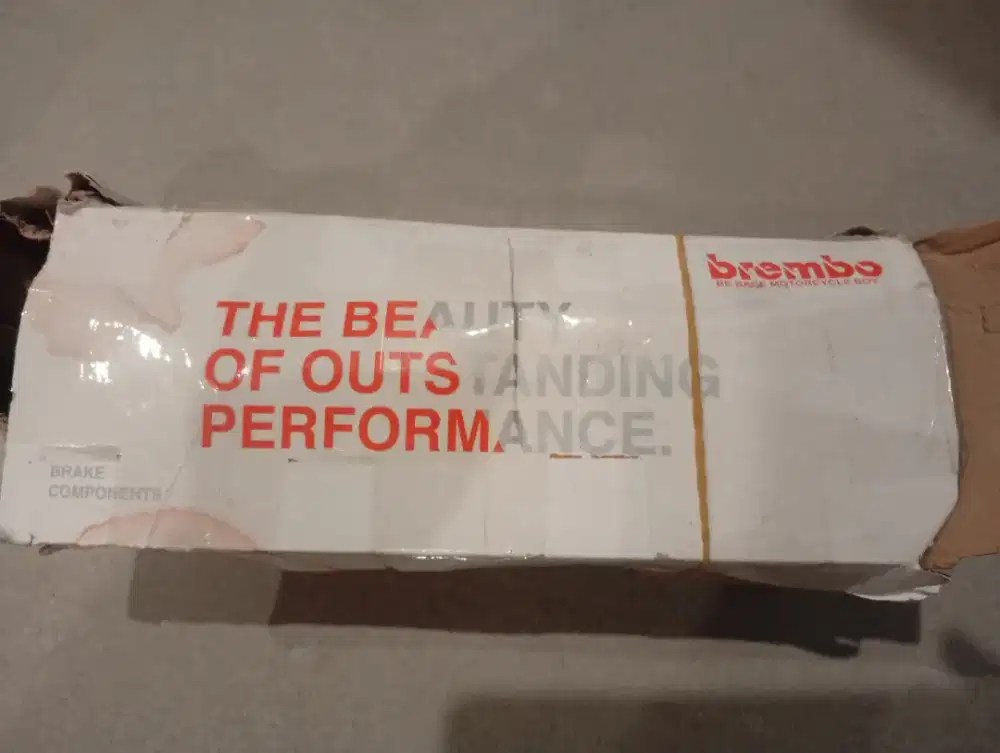 brembo
THE BEAUTY
OF OUTSTANDING
PERFORMANCE.
BRAKE
COMPONENTS